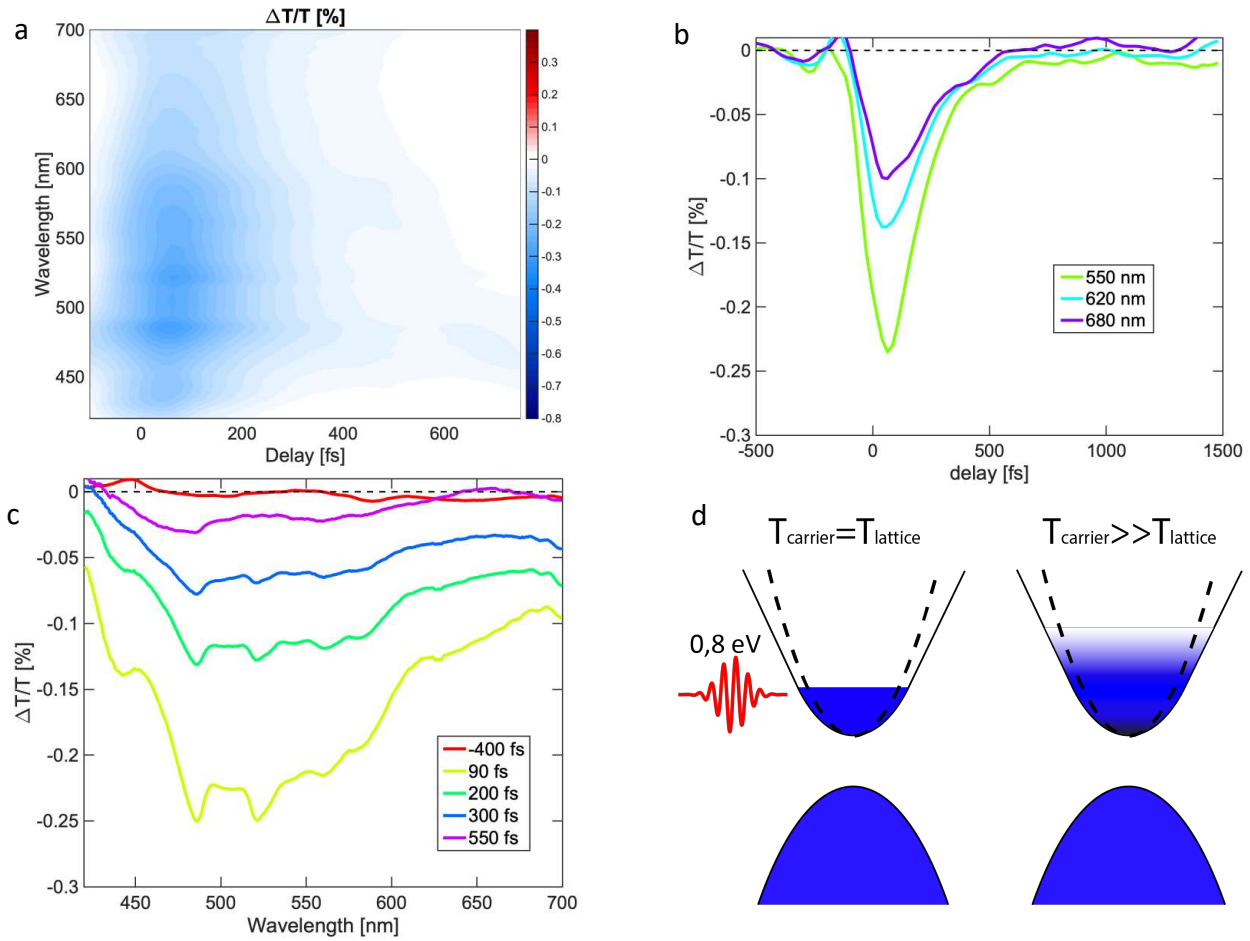 a
ΔT/T [%]
700
650
600
550
500
450
Wavelength [nm]
0
200
400
600
Delay [fs]
0.3
0.2
0.1
0
-0.1
-0.2
-0.3
-0.4
-0.5
-0.6
-0.7
-0.8
b
0
-0.05
-0.1
-0.15
-0.2
-0.25
-0.3
ΔT/T [%]
550 nm
620 nm
680 nm
-500
0
500
1000
1500
delay [fs]
c
0
-0.05
-0.1
-0.15
-0.2
-0.25
-0.3
ΔT/T [%]
-400 fs
90 fs
200 fs
300 fs
550 fs
450
500
550
600
650
700
Wavelength [nm]
d
Tcarrier=Tlattice
Tcarrier>>Tlattice
0,8 eV